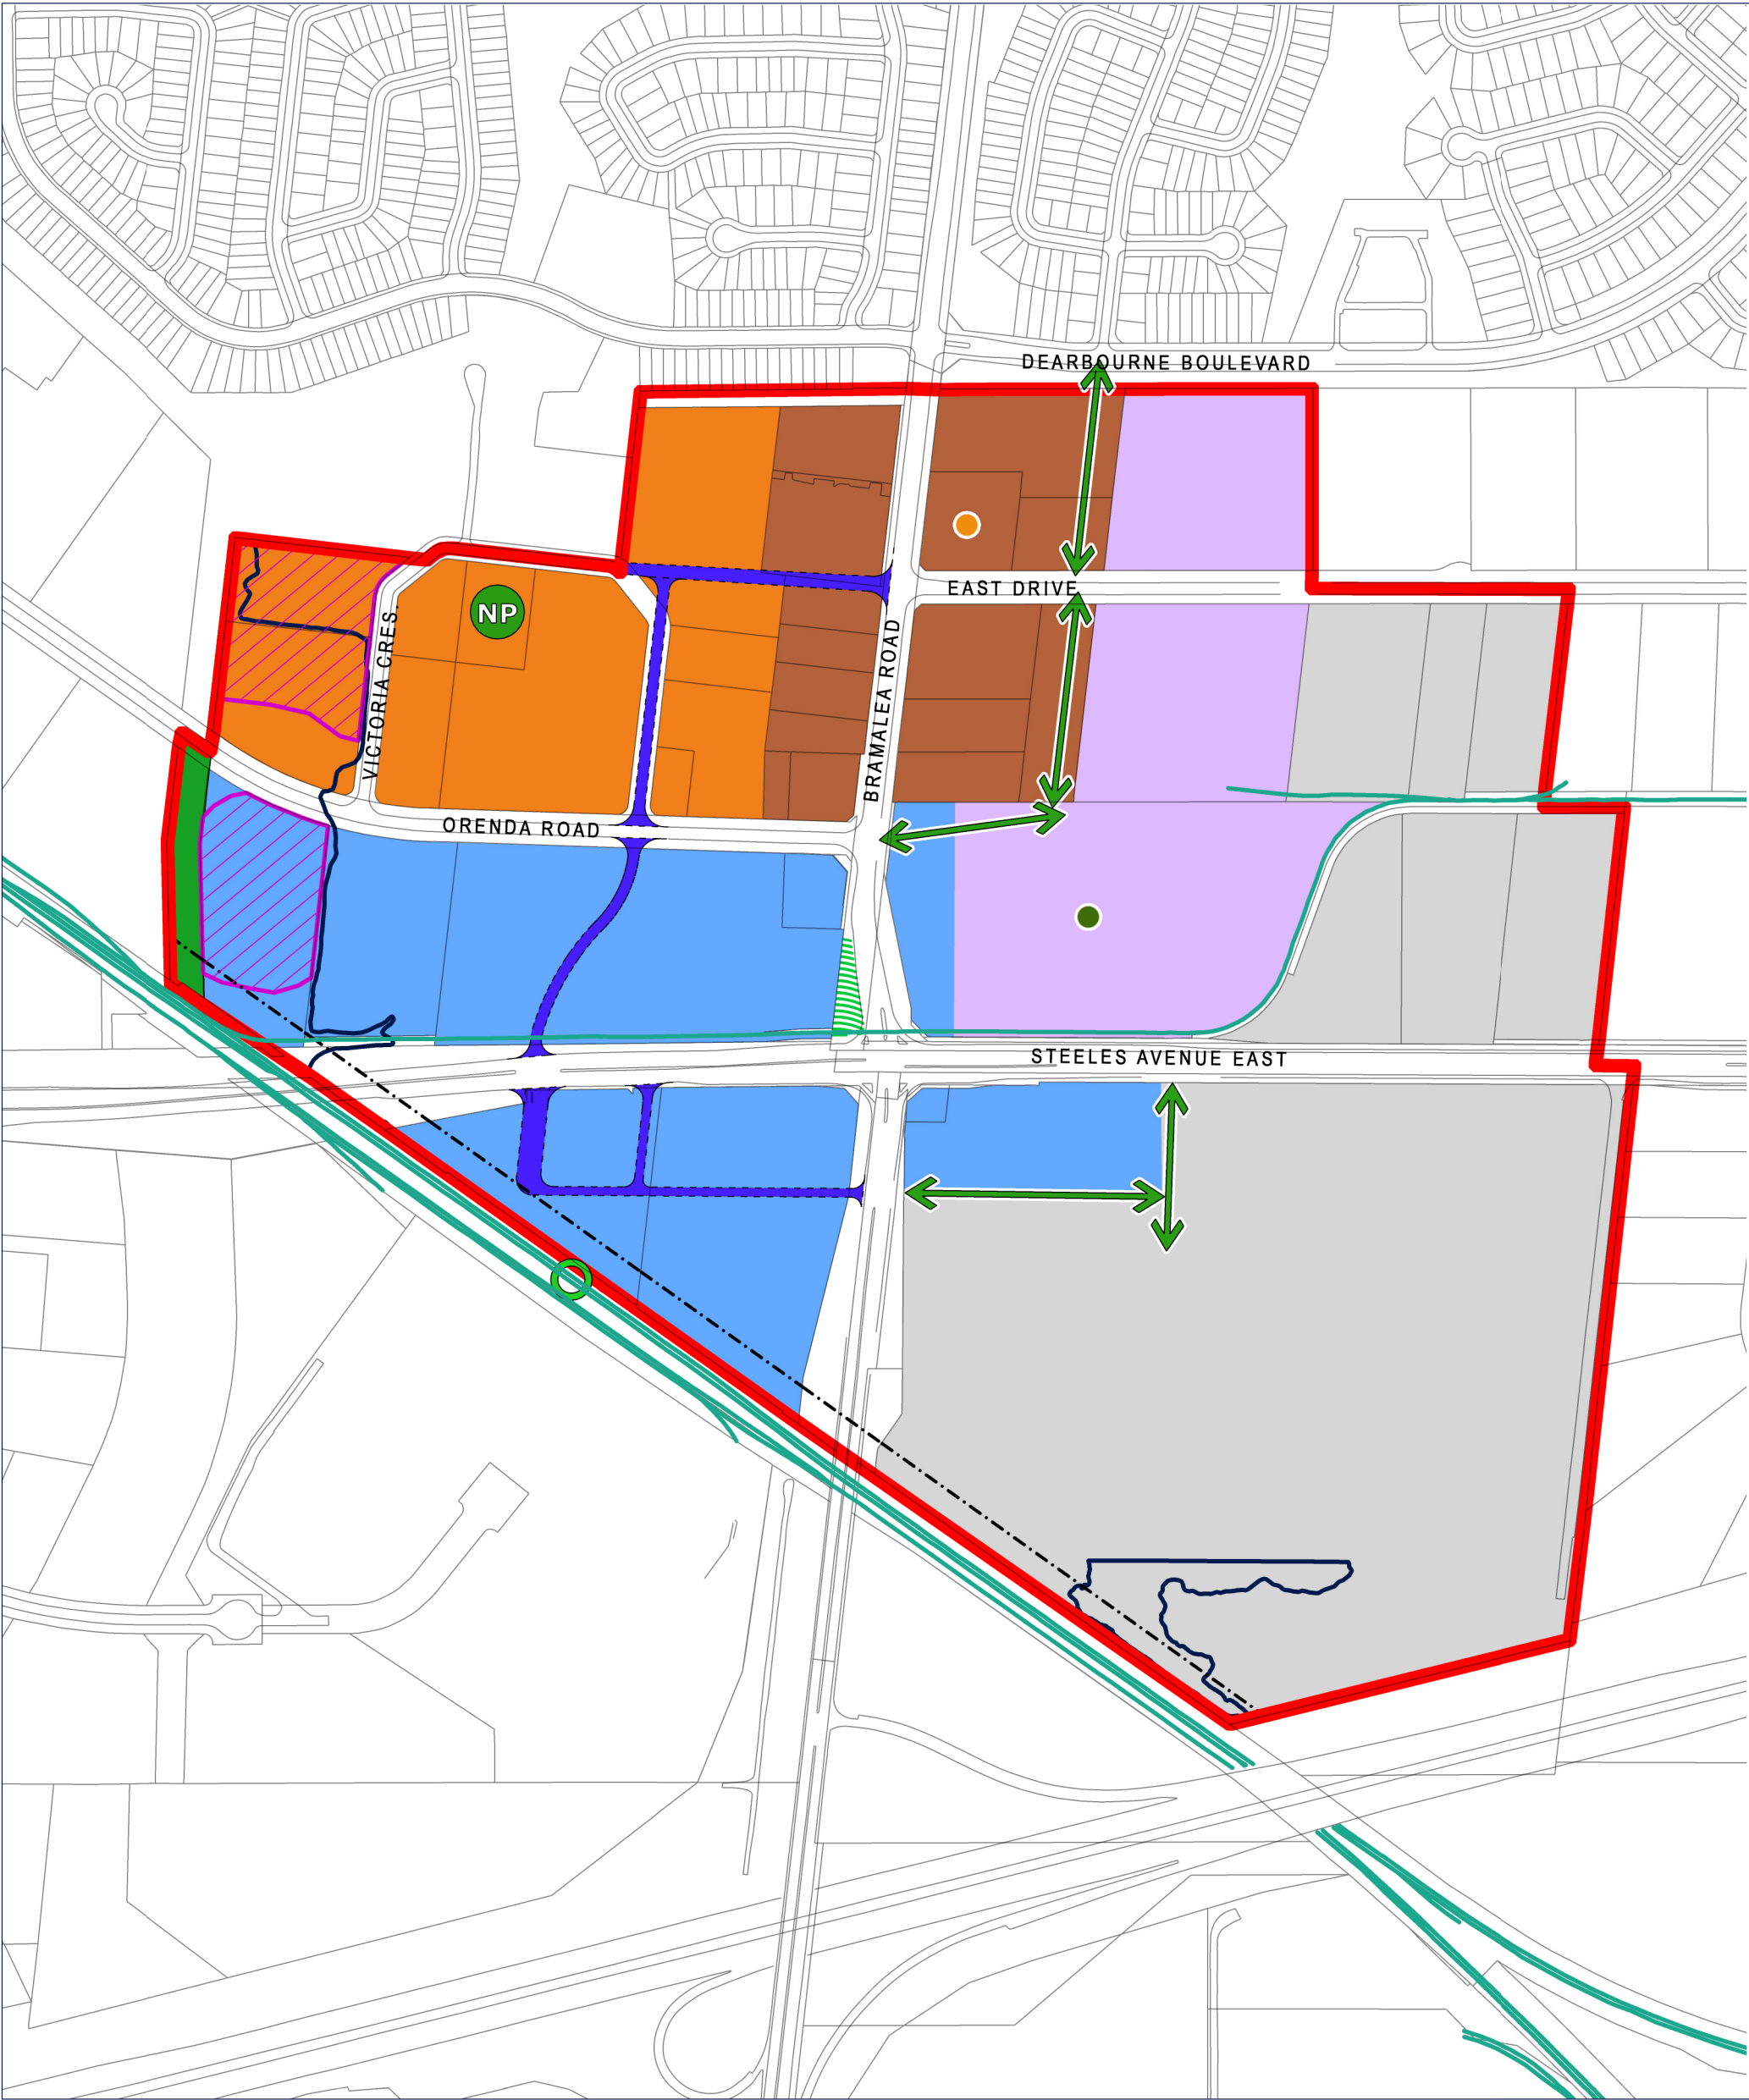 DEARBOURNE BOULEVARD
EAST DRIVE
NP
VICTORIA CRES.
BRAMALEA ROAD
ORENDA ROAD
STEELES AVENUE EAST